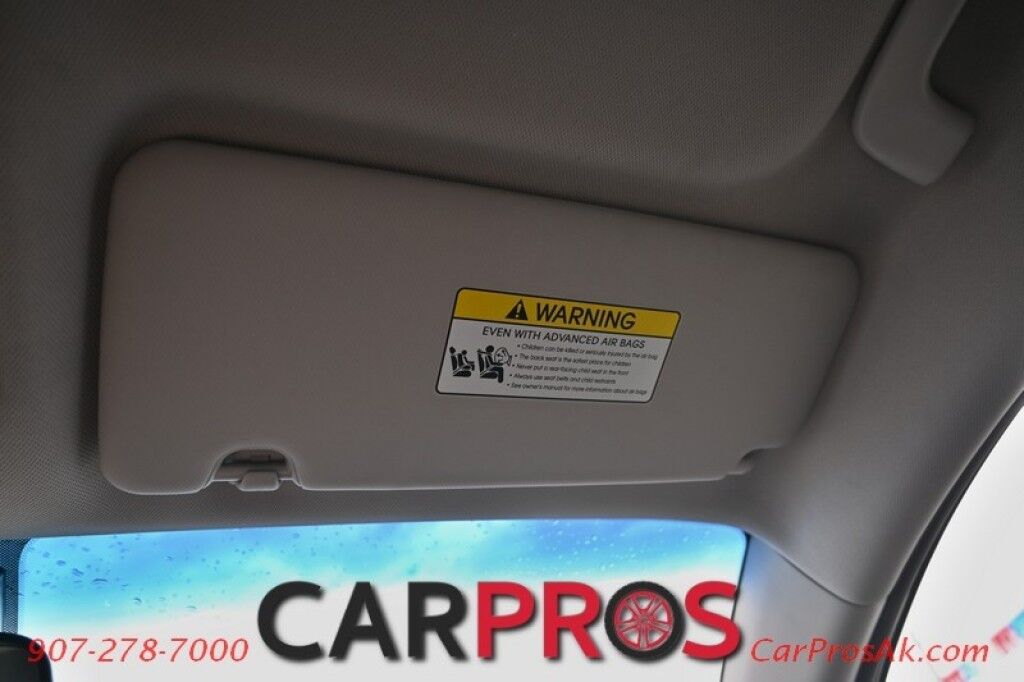 WARNING
EVEN WITH ADVANCED AIR BAGS
• Children can be killed or seriously injured by the air bag
• The back seat is the safest place for children
• Never put a rear-facing child seat in the front
• Always use seat belts and child restraints
• See owner's manual for more information about air bags
CARPROS
907-278-7000
CarProsAk.com